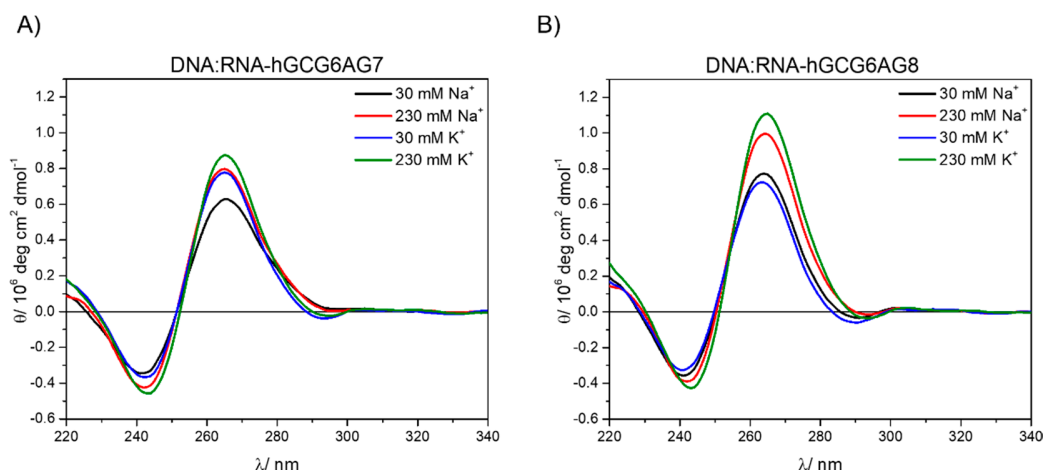 A)
DNA:RNA-hGCG6AG7
30 mM Na⁺
230 mM Na⁺
30 mM K⁺
230 mM K⁺
1.2
1.0
0.8
0.6
0.4
0.2
0.0
-0.2
-0.4
-0.6
θ/ 10⁶ deg cm² dmol⁻¹
220 240 260 280 300 320 340
λ/ nm
B)
DNA:RNA-hGCG6AG8
30 mM Na⁺
230 mM Na⁺
30 mM K⁺
230 mM K⁺
1.2
1.0
0.8
0.6
0.4
0.2
0.0
-0.2
-0.4
-0.6
θ/ 10⁶ deg cm² dmol⁻¹
220 240 260 280 300 320 340
λ/ nm